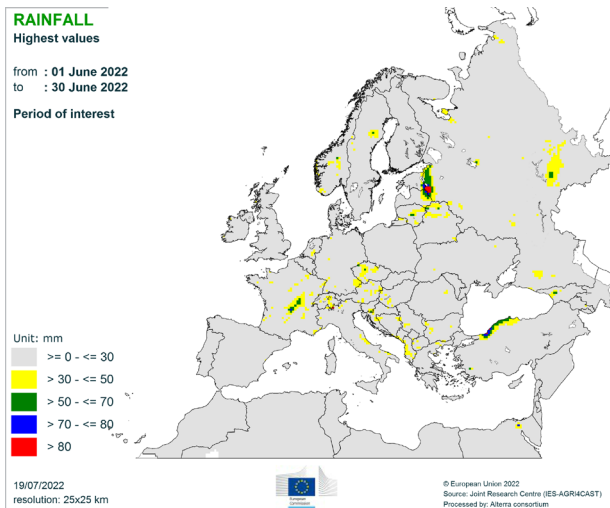 RAINFALL
Highest values
from : 01 June 2022
to : 30 June 2022
Period of interest
Unit: mm
>= 0 - <= 30
> 30 - <= 50
> 50 - <= 70
> 70 - <= 80
> 80
19/07/2022
resolution: 25x25 km
European
Commission
© European Union 2022
Source: Joint Research Centre (IES-AGRI4CAST)
Processed by: Alterra consortium